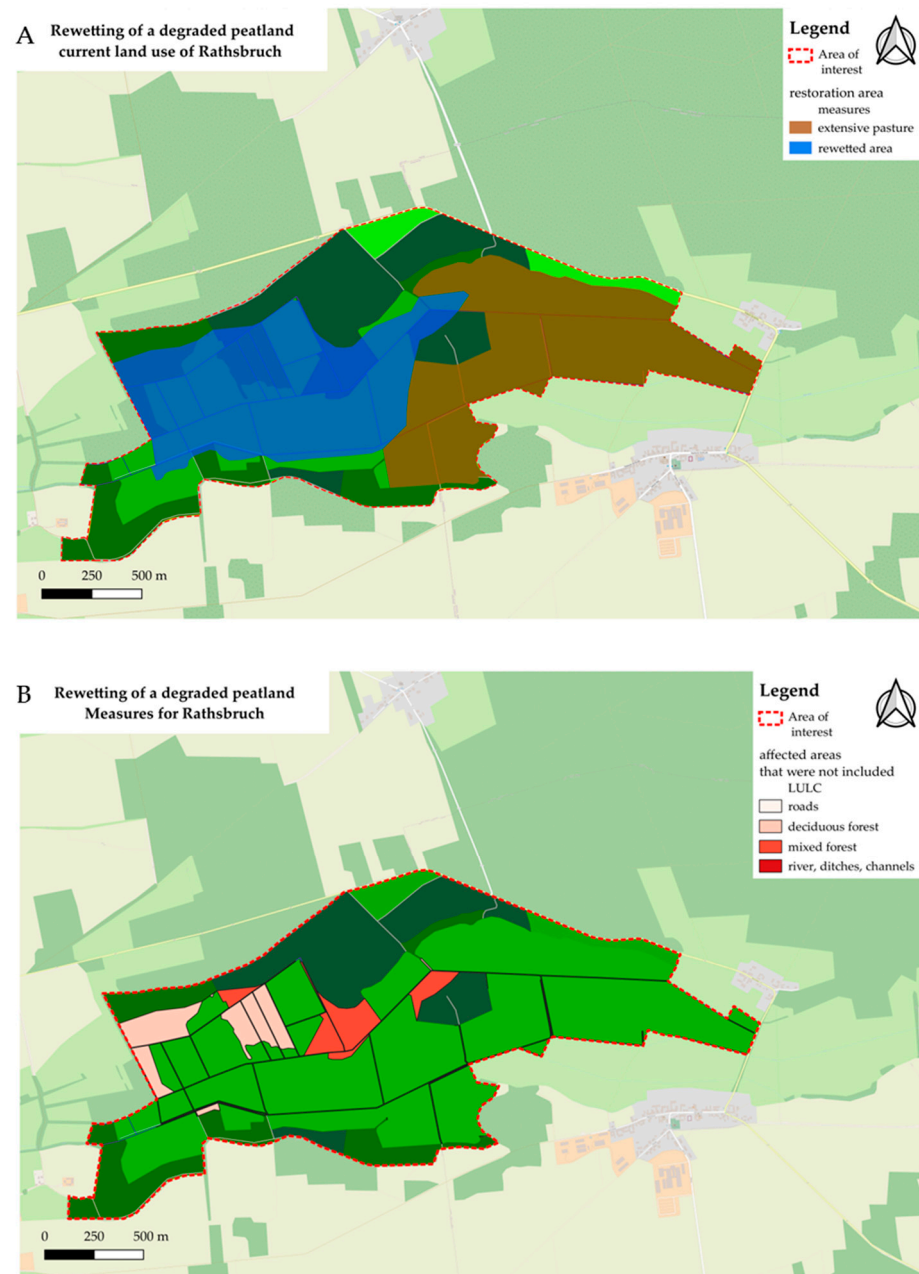 A
Rewetting of a degraded peatland
current land use of Rathsbruch
Legend
Area of
interest
restoration area
measures
extensive pasture
rewetted area
0 250 500 m
B
Rewetting of a degraded peatland
Measures for Rathsbruch
Legend
Area of
interest
affected areas
that were not included
LULC
roads
deciduous forest
mixed forest
river, ditches, channels
0 250 500 m